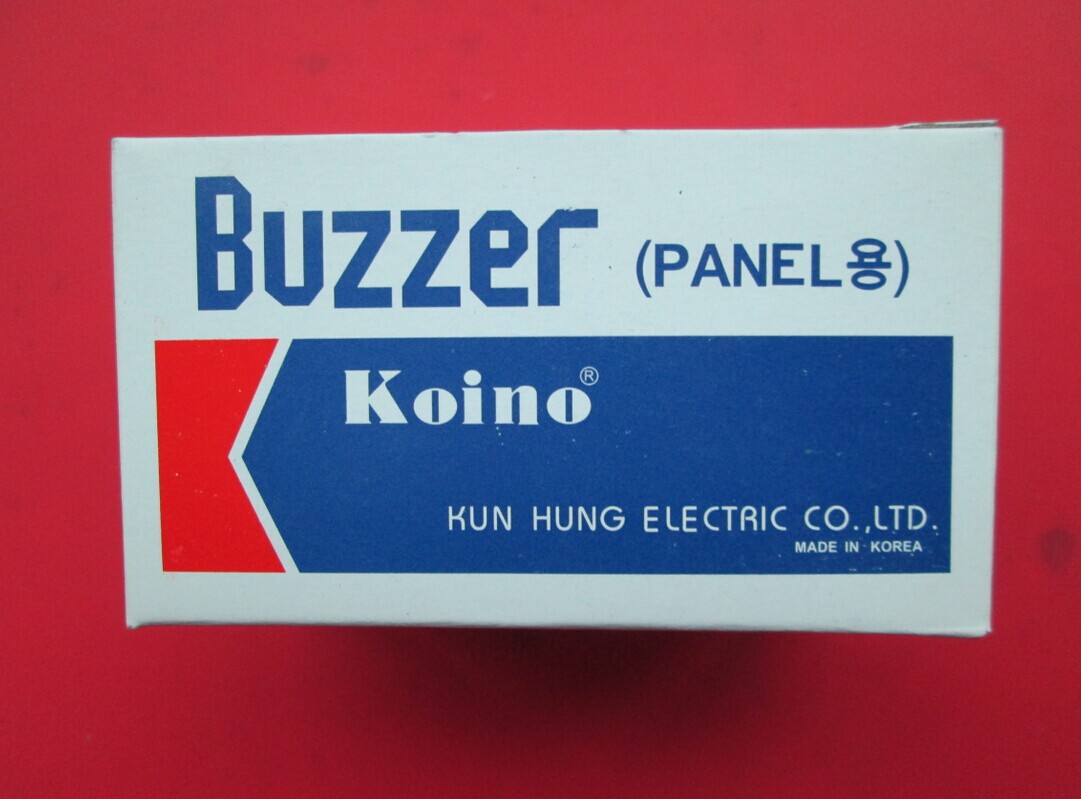 Buzzer (PANEL용)
Koino®
KUN HUNG ELECTRIC CO.,LTD.
MADE IN KOREA